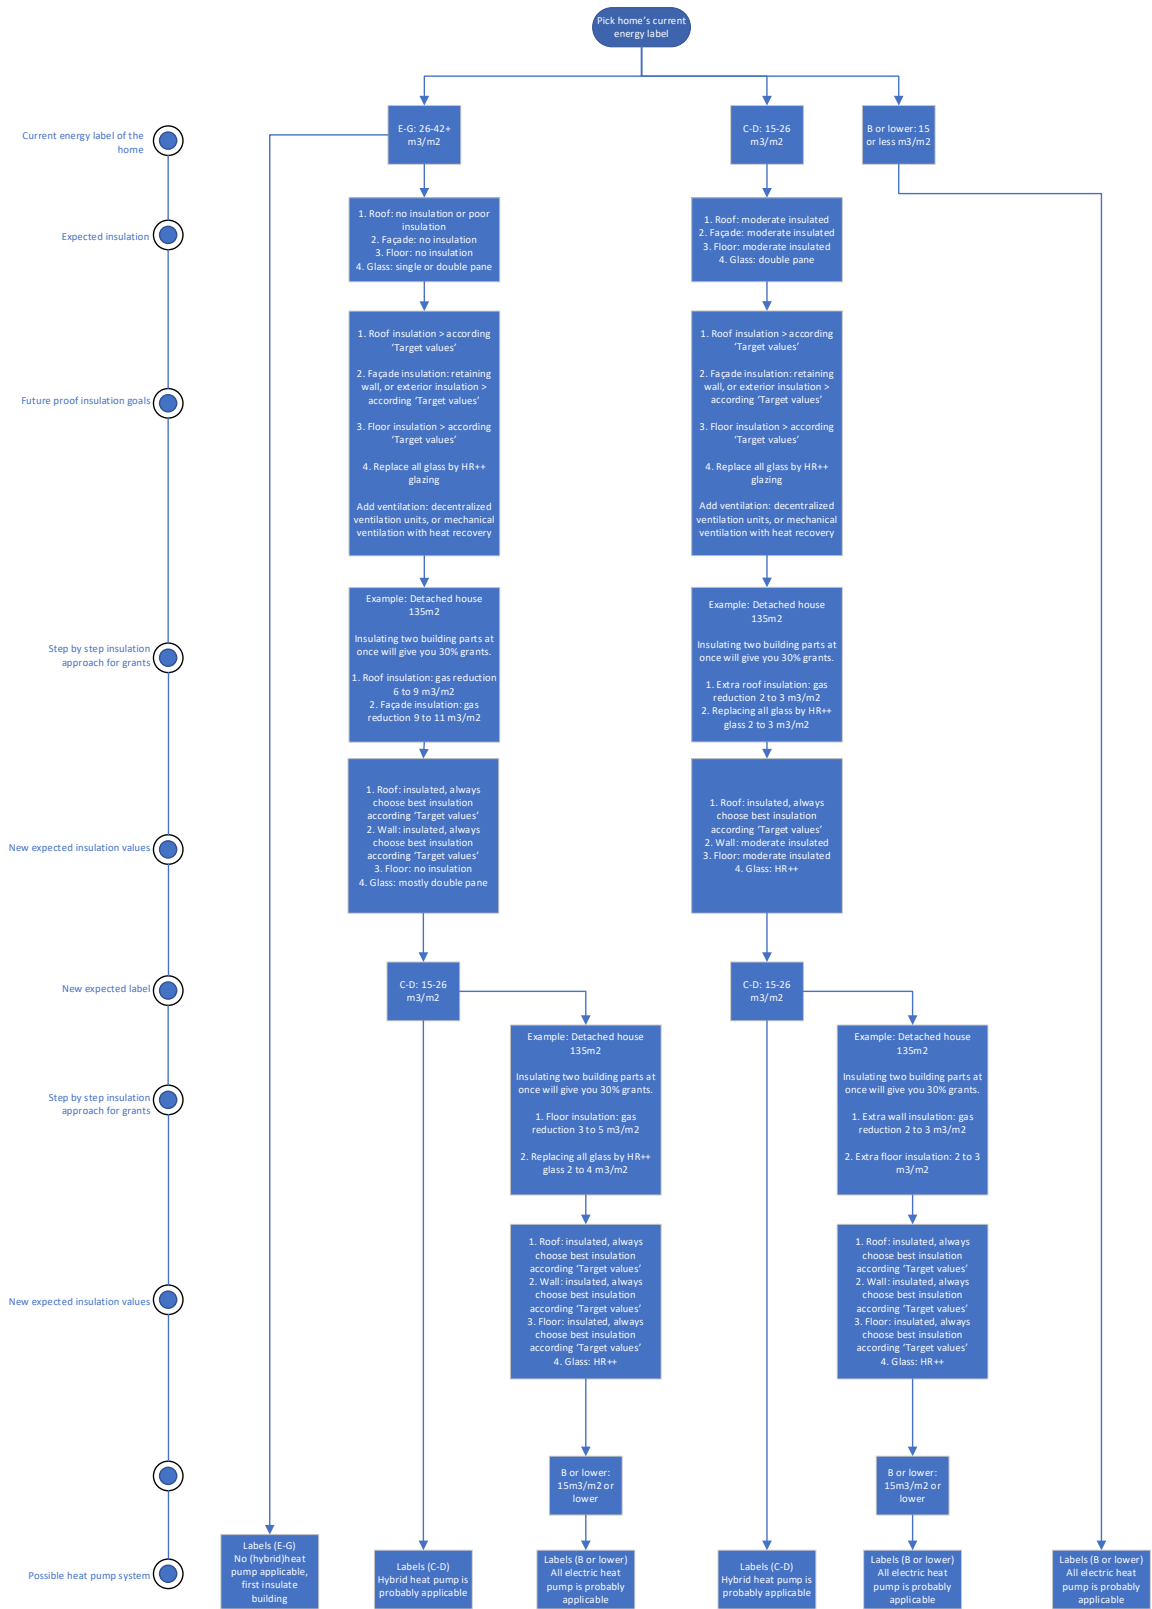 Pick home's current
energy label
Current energy label of the
home
E-G: 26-42+
m3/m2
C-D: 15-26
m3/m2
B or lower: 15
or less m3/m2
Expected insulation
1. Roof: no insulation or poor
insulation
2. Façade: no insulation
3. Floor: no insulation
4. Glass: single or double pane
1. Roof: moderate insulated
2. Façade: moderate insulated
3. Floor: moderate insulated
4. Glass: double pane
Future proof insulation goals
1. Roof insulation > according
‘Target values’
2. Façade insulation: retaining
wall, or exterior insulation >
according ‘Target values’
3. Floor insulation > according
‘Target values’
4. Replace all glass by HR++
glazing
Add ventilation: decentralized
ventilation units, or mechanical
ventilation with heat recovery
1. Roof insulation > according
‘Target values’
2. Façade insulation: retaining
wall, or exterior insulation >
according ‘Target values’
3. Floor insulation > according
‘Target values’
4. Replace all glass by HR++
glazing
Add ventilation: decentralized
ventilation units, or mechanical
ventilation with heat recovery
Step by step insulation
approach for grants
Example: Detached house
135m2
Insulating two building parts at
once will give you 30% grants.
1. Roof insulation: gas reduction
6 to 9 m3/m2
2. Façade insulation: gas
reduction 9 to 11 m3/m2
Example: Detached house
135m2
Insulating two building parts at
once will give you 30% grants.
1. Extra roof insulation: gas
reduction 2 to 3 m3/m2
2. Replacing all glass by HR++
glass 2 to 3 m3/m2
New expected insulation values
1. Roof: insulated, always
choose best insulation
according ‘Target values’
2. Wall: insulated, always
choose best insulation
according ‘Target values’
3. Floor: no insulation
4. Glass: mostly double pane
1. Roof: insulated, always
choose best insulation
according ‘Target values’
2. Wall: moderate insulated
3. Floor: moderate insulated
4. Glass: HR++
New expected label
C-D: 15-26
m3/m2
C-D: 15-26
m3/m2
Step by step insulation
approach for grants
Example: Detached house
135m2
Insulating two building parts at
once will give you 30% grants.
1. Floor insulation: gas
reduction 3 to 5 m3/m2
2. Replacing all glass by HR++
glass 2 to 4 m3/m2
Example: Detached house
135m2
Insulating two building parts at
once will give you 30% grants.
1. Extra wall insulation: gas
reduction 2 to 3 m3/m2
2. Extra floor insulation: 2 to 3
m3/m2
New expected insulation values
1. Roof: insulated, always
choose best insulation
according ‘Target values’
2. Wall: insulated, always
choose best insulation
according ‘Target values’
3. Floor: insulated, always
choose best insulation
according ‘Target values’
4. Glass: HR++
1. Roof: insulated, always
choose best insulation
according ‘Target values’
2. Wall: insulated, always
choose best insulation
according ‘Target values’
3. Floor: insulated, always
choose best insulation
according ‘Target values’
4. Glass: HR++
B or lower:
15m3/m2 or
lower
B or lower:
15m3/m2 or
lower
Possible heat pump system
Labels (E-G)
No (hybrid)heat
pump applicable,
first insulate
building
Labels (C-D)
Hybrid heat pump is
probably applicable
Labels (B or lower)
All electric heat
pump is probably
applicable
Labels (C-D)
Hybrid heat pump is
probably applicable
Labels (B or lower)
All electric heat
pump is probably
applicable
Labels (B or lower)
All electric heat
pump is probably
applicable